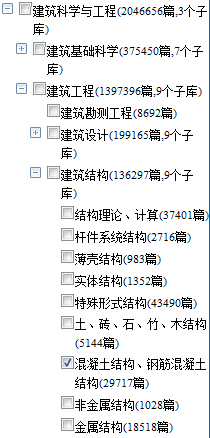 建筑科学与工程(2046656篇,3个子
库)
建筑基础科学(375450篇,7个子
库)
建筑工程(1397396篇,9个子库)
建筑勘测工程(8692篇)
建筑设计(199165篇,9个子
库)
建筑结构(136297篇,9个子
库)
结构理论、计算(37401篇)
杆件系统结构(2716篇)
薄壳结构(983篇)
实体结构(1352篇)
特殊形式结构(43490篇)
土、砖、石、竹、木结构
(5144篇)
混凝土结构、钢筋混凝土
结构(29717篇)
非金属结构(1028篇)
金属结构(18518篇)